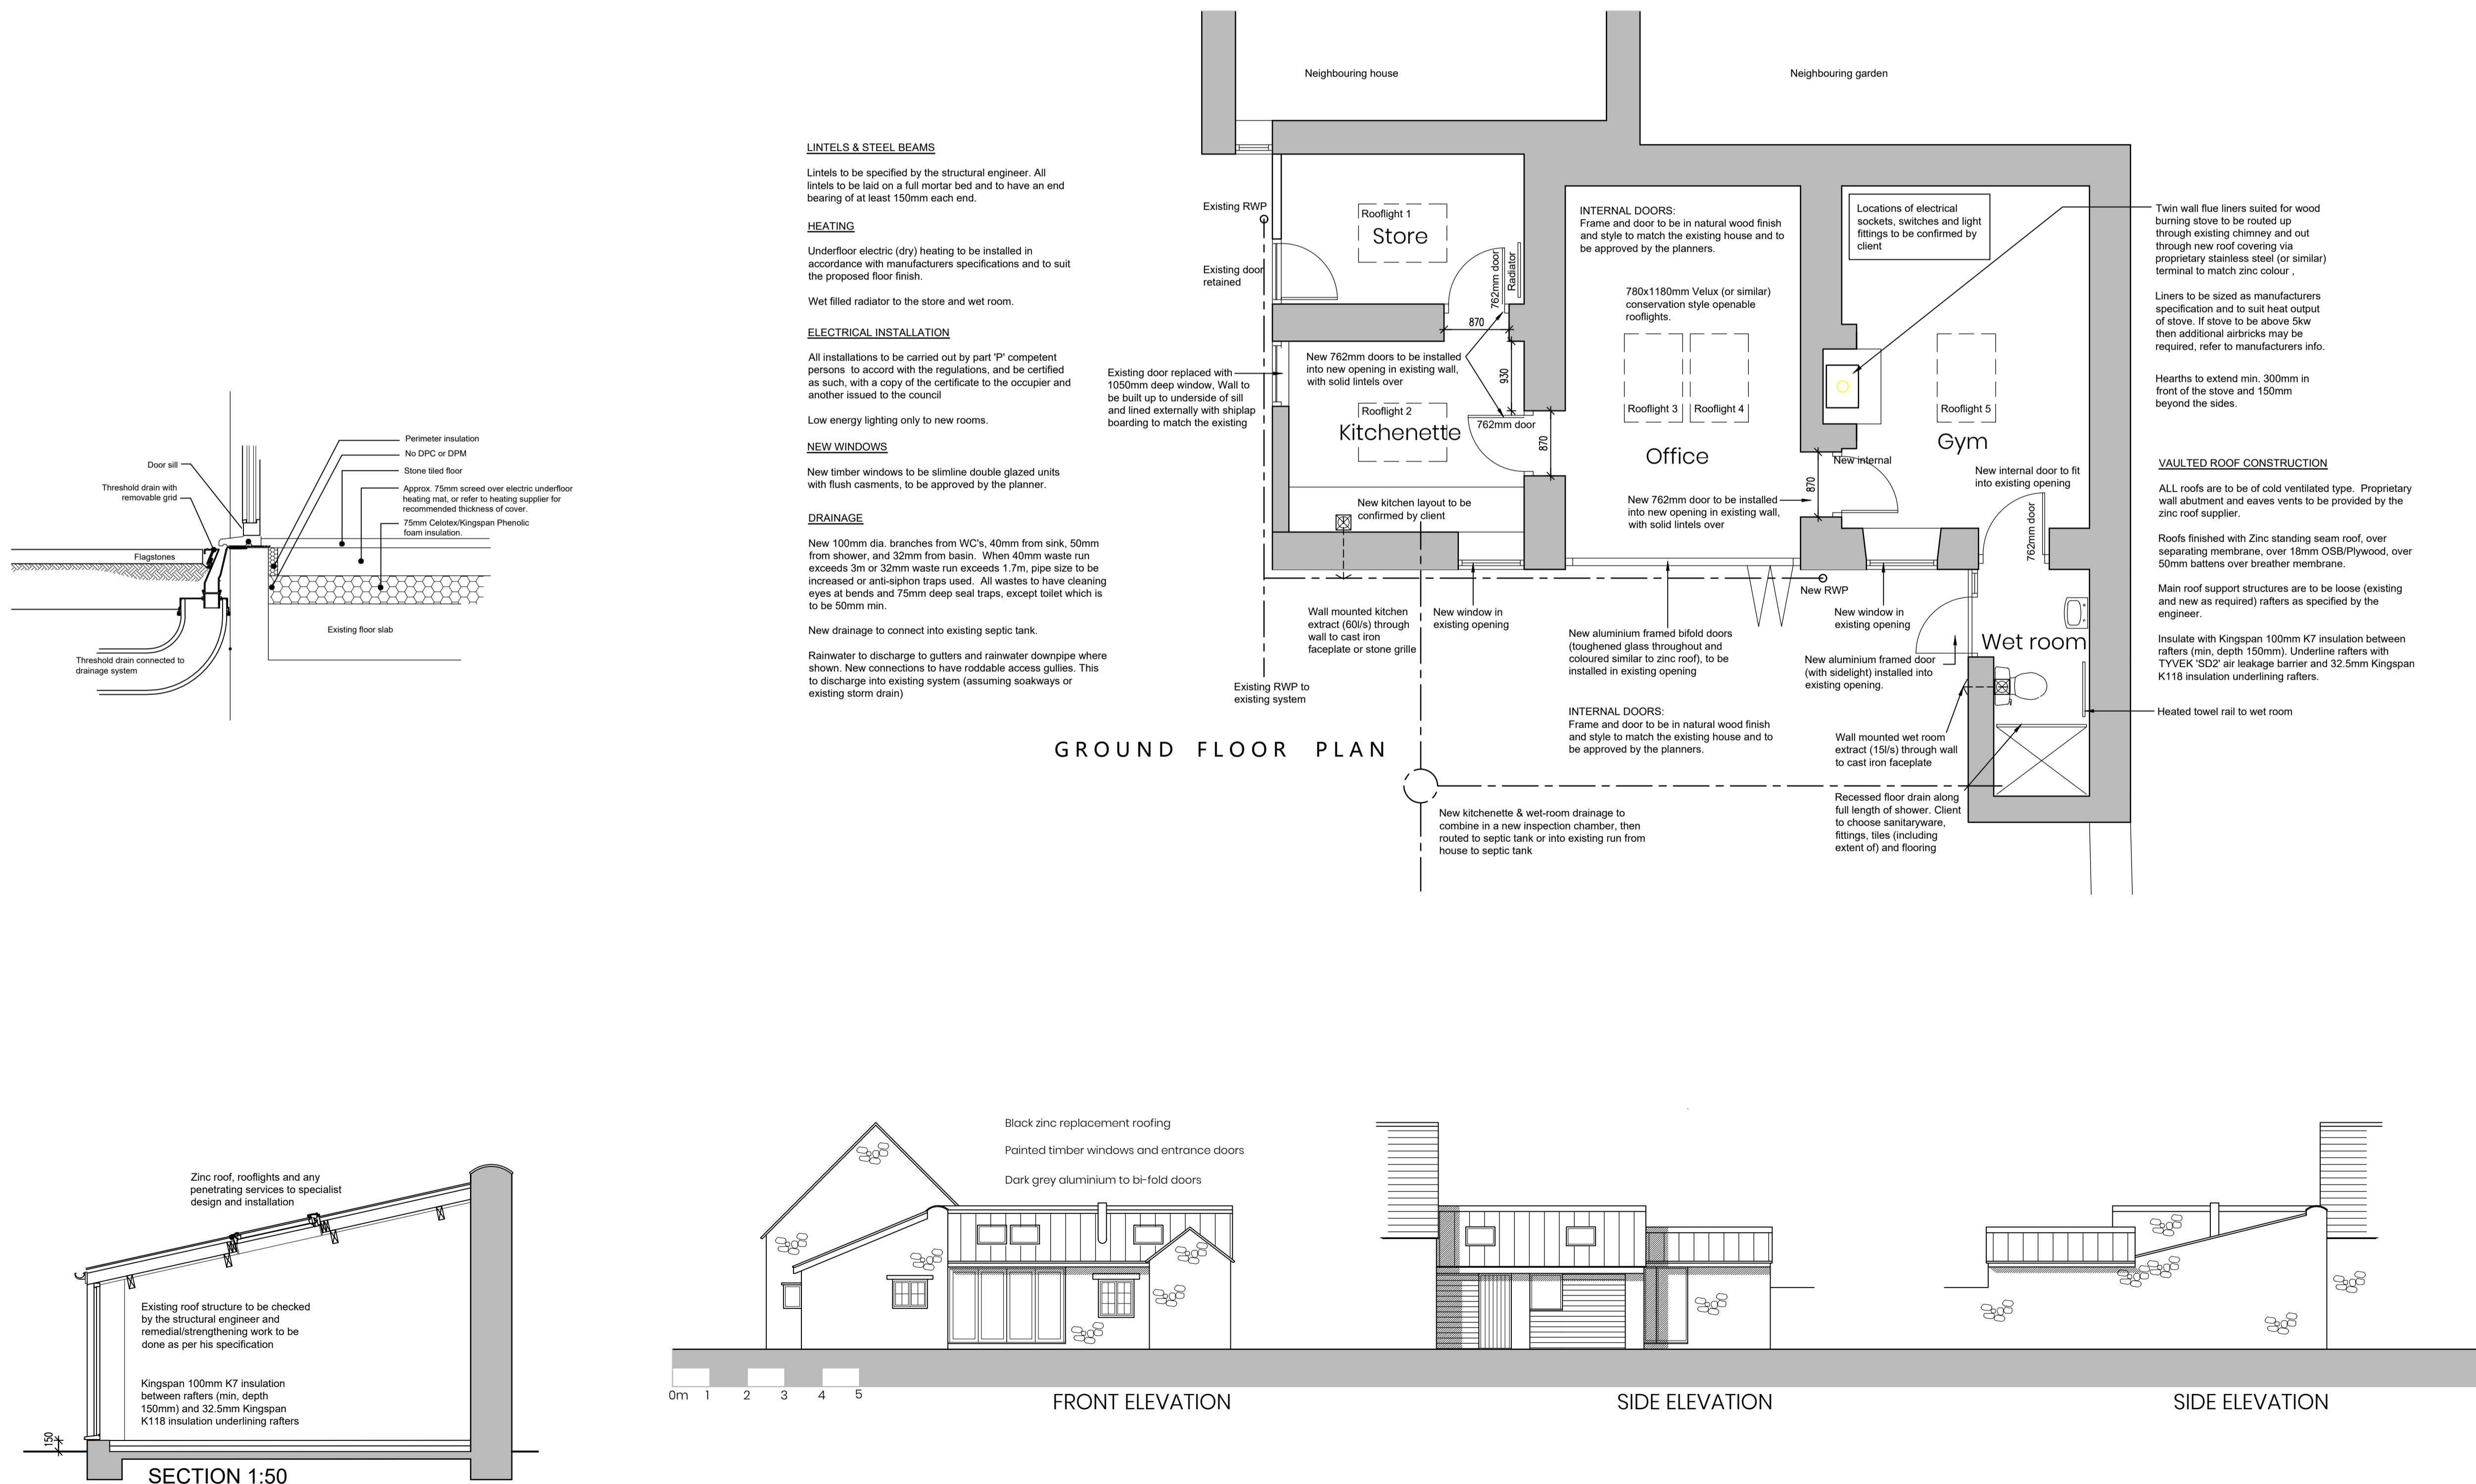 Neighbouring house
Neighbouring garden
LINTELS & STEEL BEAMS
Lintels to be specified by the structural engineer. All
lintels to be laid on a full mortar bed and to have an end
bearing of at least 150mm each end.
HEATING
Underfloor electric (dry) heating to be installed in
accordance with manufacturers specifications and to suit
the proposed floor finish.
Wet filled radiator to the store and wet room.
ELECTRICAL INSTALLATION
All installations to be carried out by part 'P' competent
persons to accord with the regulations, and be certified
as such, with a copy of the certificate to the occupier and
another issued to the council
Low energy lighting only to new rooms.
NEW WINDOWS
New timber windows to be slimline double glazed units
with flush casments, to be approved by the planner.
DRAINAGE
New 100mm dia. branches from WC's, 40mm from sink, 50mm
from shower, and 32mm from basin. When 40mm waste run
exceeds 3m or 32mm waste run exceeds 1.7m, pipe size to be
increased or anti-siphon traps used. All wastes to have cleaning
eyes at bends and 75mm deep seal traps, except toilet which is
to be 50mm min.
New drainage to connect into existing septic tank.
Rainwater to discharge to gutters and rainwater downpipe where
shown. New connections to have roddable access gullies. This
to discharge into existing system (assuming soakways or
existing storm drain)
Door sill
Threshold drain with
removable grid
Flagstones
Threshold drain connected to
drainage system
Perimeter insulation
No DPC or DPM
Stone tiled floor
Approx. 75mm screed over electric underfloor
heating mat, or refer to heating supplier for
recommended thickness of cover.
75mm Celotex/Kingspan Phenolic
foam insulation.
Existing floor slab
Existing RWP
Existing door
retained
Rooflight 1
Store
762mm door
Radiator
870
930
New 762mm doors to be installed
into new opening in existing wall,
with solid lintels over
Existing door replaced with
1050mm deep window, Wall to
be built up to underside of sill
and lined externally with shiplap
boarding to match the existing
Rooflight 2
Kitchenette
762mm door
870
New kitchen layout to be
confirmed by client
INTERNAL DOORS:
Frame and door to be in natural wood finish
and style to match the existing house and to
be approved by the planners.
780x1180mm Velux (or similar)
conservation style openable
rooflights.
Rooflight 3
Rooflight 4
Office
New 762mm door to be installed
into new opening in existing wall,
with solid lintels over
870
Locations of electrical
sockets, switches and light
fittings to be confirmed by
client
Rooflight 5
Gym
New internal
New internal door to fit
into existing opening
762mm door
Twin wall flue liners suited for wood
burning stove to be routed up
through existing chimney and out
through new roof covering via
proprietary stainless steel (or similar)
terminal to match zinc colour ,
Liners to be sized as manufacturers
specification and to suit heat output
of stove. If stove to be above 5kw
then additional airbricks may be
required, refer to manufacturers info.
Hearths to extend min. 300mm in
front of the stove and 150mm
beyond the sides.
VAULTED ROOF CONSTRUCTION
ALL roofs are to be of cold ventilated type. Proprietary
wall abutment and eaves vents to be provided by the
zinc roof supplier.
Roofs finished with Zinc standing seam roof, over
separating membrane, over 18mm OSB/Plywood, over
50mm battens over breather membrane.
Main roof support structures are to be loose (existing
and new as required) rafters as specified by the
engineer.
Insulate with Kingspan 100mm K7 insulation between
rafters (min, depth 150mm). Underline rafters with
TYVEK 'SD2' air leakage barrier and 32.5mm Kingspan
K118 insulation underlining rafters.
Heated towel rail to wet room
Wall mounted kitchen
extract (60l/s) through
wall to cast iron
faceplate or stone grille
New window in
existing opening
New aluminium framed bifold doors
(toughened glass throughout and
coloured similar to zinc roof), to be
installed in existing opening
INTERNAL DOORS:
Frame and door to be in natural wood finish
and style to match the existing house and to
be approved by the planners.
New RWP
New window in
existing opening
New aluminium framed door
(with sidelight) installed into
existing opening.
Wet room
Wall mounted wet room
extract (15l/s) through wall
to cast iron faceplate
Recessed floor drain along
full length of shower. Client
to choose sanitaryware,
fittings, tiles (including
extent of) and flooring
Existing RWP to
existing system
GROUND FLOOR PLAN
New kitchenette & wet-room drainage to
combine in a new inspection chamber, then
routed to septic tank or into existing run from
house to septic tank
Zinc roof, rooflights and any
penetrating services to specialist
design and installation
Existing roof structure to be checked
by the structural engineer and
remedial/strengthening work to be
done as per his specification
Kingspan 100mm K7 insulation
between rafters (min, depth
150mm) and 32.5mm Kingspan
K118 insulation underlining rafters
150
SECTION 1:50
Black zinc replacement roofing
Painted timber windows and entrance doors
Dark grey aluminium to bi-fold doors
0m 1 2 3 4 5
FRONT ELEVATION
SIDE ELEVATION
SIDE ELEVATION